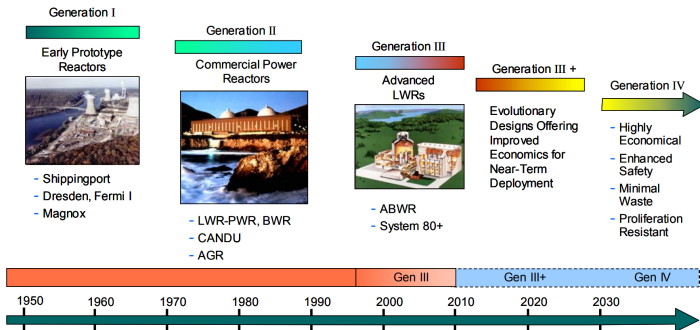 Generation I
Early Prototype
Reactors
- Shippingport
- Dresden, Fermi I
- Magnox
Generation II
Commercial Power
Reactors
- LWR-PWR, BWR
- CANDU
- AGR
Generation III
Advanced
LWRs
- ABWR
- System 80+
Generation III +
Evolutionary
Designs Offering
Improved
Economics for
Near-Term
Deployment
Generation IV
- Highly
Economical
- Enhanced
Safety
- Minimal
Waste
- Proliferation
Resistant
Gen III
Gen III+
Gen IV
1950
1960
1970
1980
1990
2000
2010
2020
2030